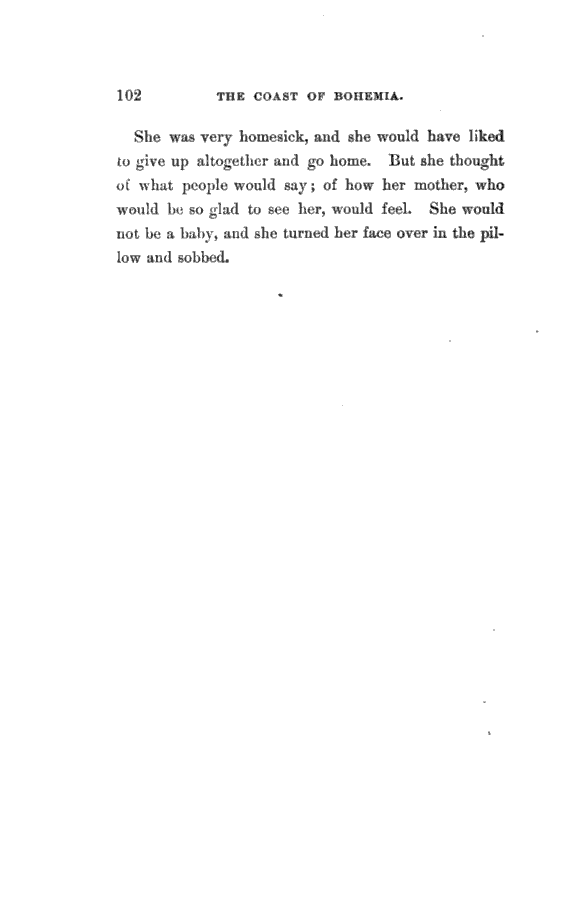 102 THE COAST OF BOHEMIA.
She was very homesick, and she would have liked
to give up altogether and go home. But she thought
of what people would say; of how her mother, who
would be so glad to see her, would feel. She would
not be a baby, and she turned her face over in the pil-
low and sobbed.